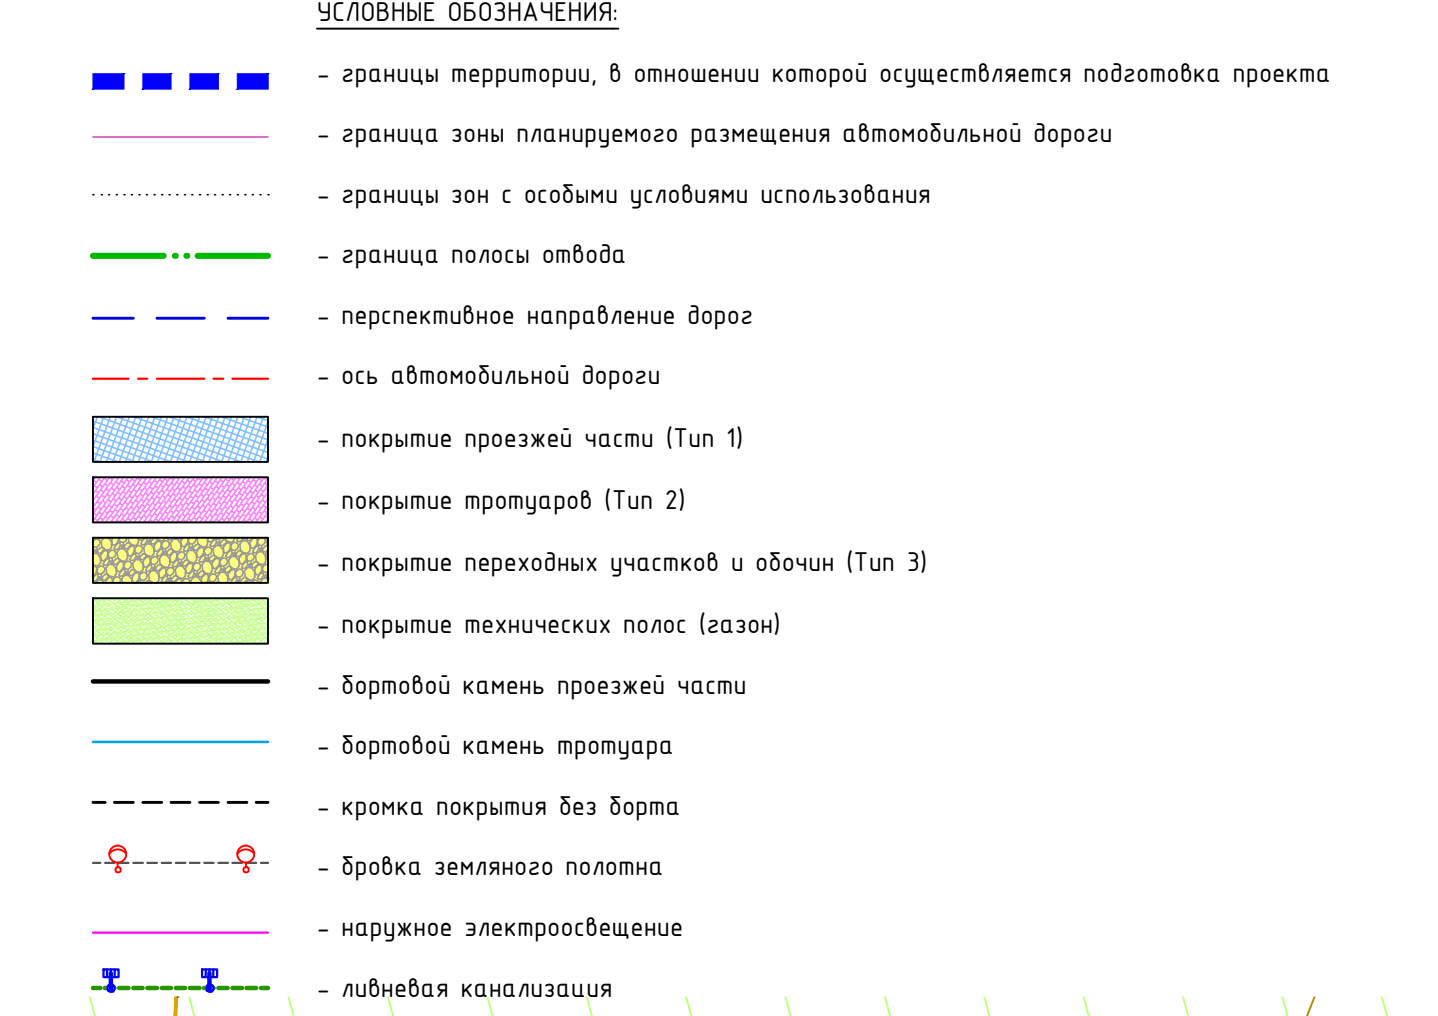 УСЛОВНЫЕ ОБОЗНАЧЕНИЯ:
- границы территории, в отношении которой осуществляется подготовка проекта
- граница зоны планируемого размещения автомобильной дороги
- границы зон с особыми условиями использования
- граница полосы отвода
- перспективное направление дорог
- ось автомобильной дороги
- покрытие проезжей части (Тип 1)
- покрытие тротуаров (Тип 2)
- покрытие переходных участков и обочин (Тип 3)
- покрытие технических полос (газон)
- бортовой камень проезжей части
- бортовой камень тротуара
- кромка покрытия без борта
- бровка земляного полотна
- наружное электроосвещение
- ливневая канализация